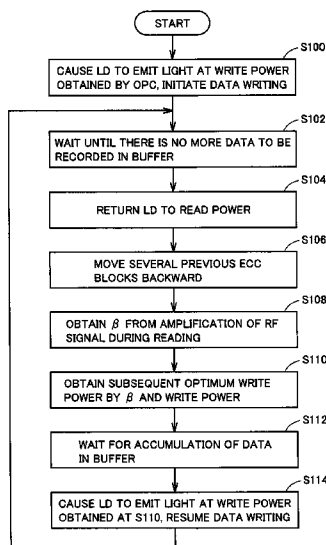 START
S100
CAUSE LD TO EMIT LIGHT AT WRITE POWER
OBTAINED BY OPC, INITIATE DATA WRITING
S102
WAIT UNTIL THERE IS NO MORE DATA TO BE
RECORDED IN BUFFER
S104
RETURN LD TO READ POWER
S106
MOVE SEVERAL PREVIOUS ECC
BLOCKS BACKWARD
S108
OBTAIN β FROM AMPLIFICATION OF RF
SIGNAL DURING READING
S110
OBTAIN SUBSEQUENT OPTIMUM WRITE
POWER BY β AND WRITE POWER
S112
WAIT FOR ACCUMULATION OF DATA
IN BUFFER
S114
CAUSE LD TO EMIT LIGHT AT WRITE POWER
OBTAINED AT S110, RESUME DATA WRITING